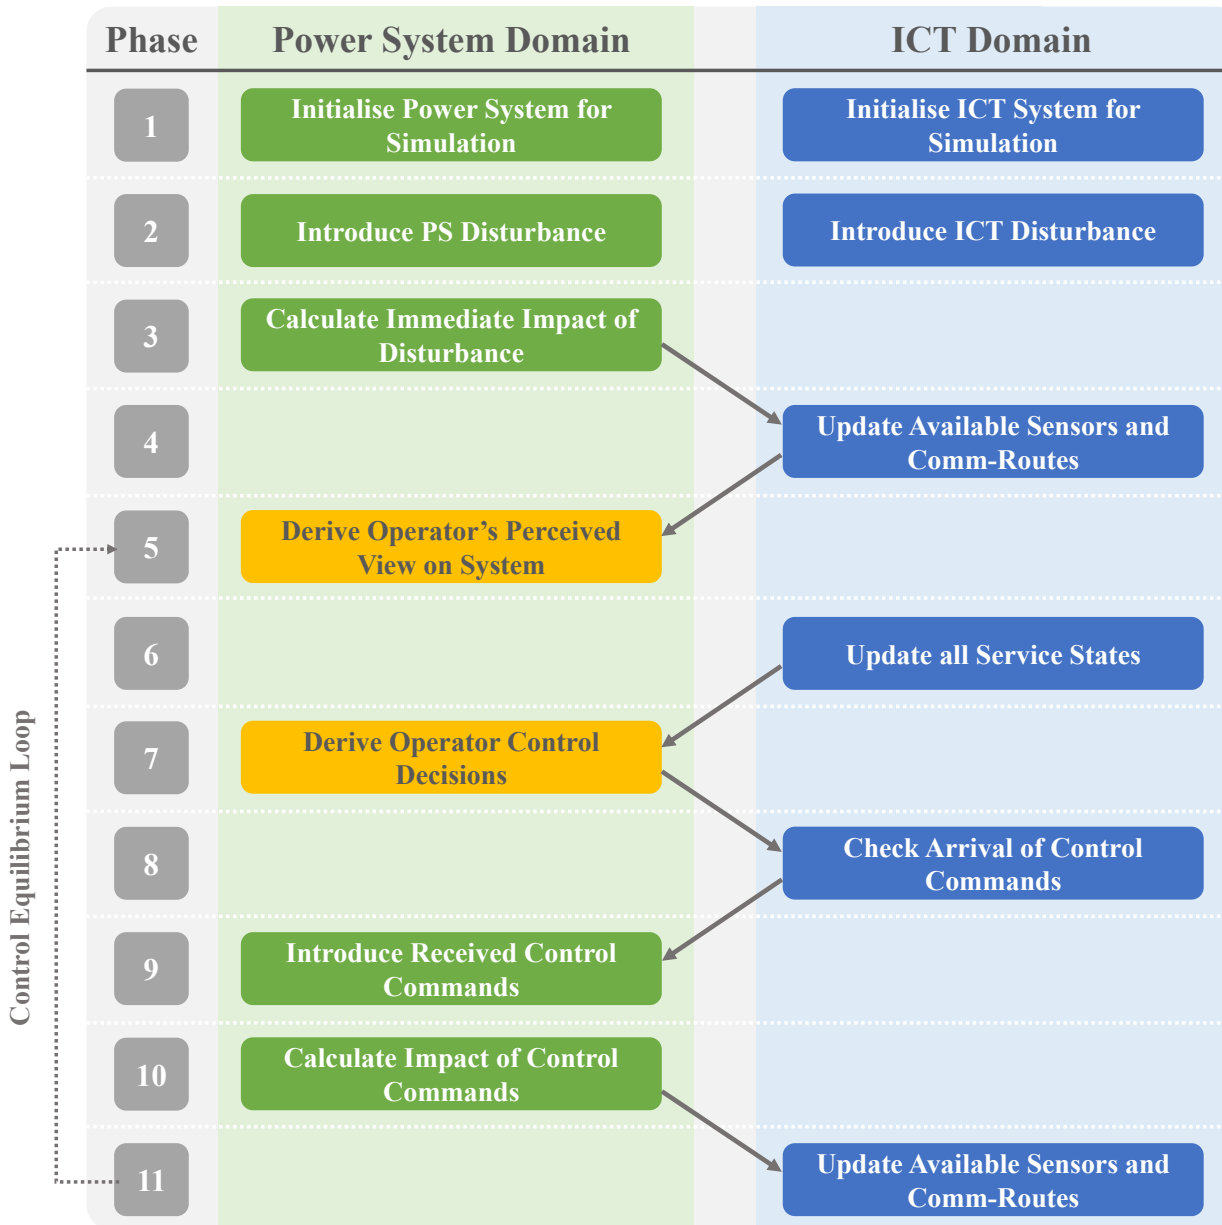 Phase
Power System Domain
ICT Domain
1
Initialise Power System for
Simulation
Initialise ICT System for
Simulation
2
Introduce PS Disturbance
Introduce ICT Disturbance
3
Calculate Immediate Impact of
Disturbance
4
Update Available Sensors and
Comm-Routes
5
Derive Operator’s Perceived
View on System
6
Update all Service States
7
Derive Operator Control
Decisions
8
Check Arrival of Control
Commands
9
Introduce Received Control
Commands
10
Calculate Impact of Control
Commands
11
Update Available Sensors and
Comm-Routes
Control Equilibrium Loop